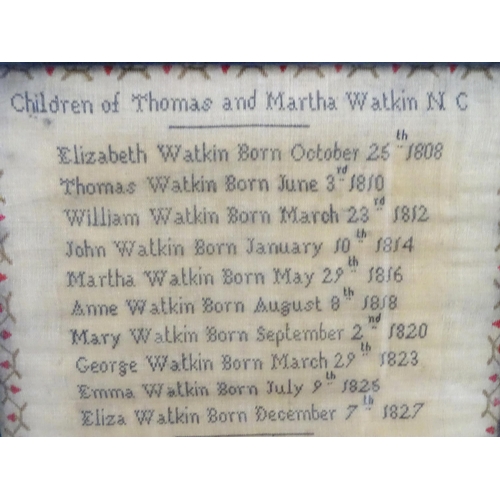 Children of Thomas and Martha Watkin N C
Elizabeth Watkin Born October 25th 1808
Thomas Watkin Born June 3rd 1810
William Watkin Born March 23rd 1812
John Watkin Born January 10th 1814
Martha Watkin Born May 29th 1816
Anne Watkin Born August 8th 1818
Mary Watkin Born September 2nd 1820
George Watkin Born March 29th 1823
Emma Watkin Born July 9th 1825
Eliza Watkin Born December 7th 1827